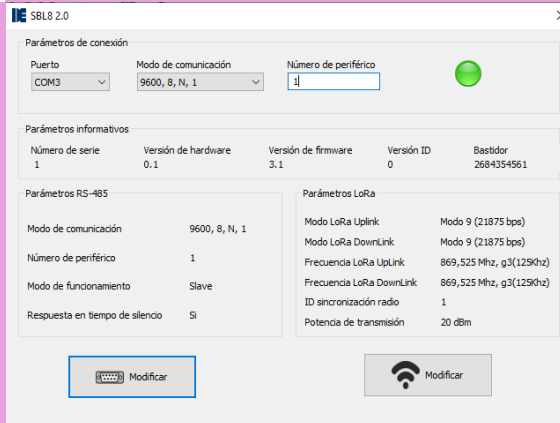 SBL8 2.0
Parámetros de conexión
Puerto Modo de comunicación Número de periférico
COM3 9600, 8, N, 1 1
Parámetros informativos
Número de serie Versión de hardware Versión de firmware Versión ID Bastidor
1 0.1 3.1 0 2684354561
Parámetros RS-485
Modo de comunicación 9600, 8, N, 1
Número de periférico 1
Modo de funcionamiento Slave
Respuesta en tiempo de silencio Si
Modificar
Parámetros LoRa
Modo LoRa Uplink Modo 9 (21875 bps)
Modo LoRa DownLink Modo 9 (21875 bps)
Frecuencia LoRa UpLink 869,525 Mhz, g3(125Khz)
Frecuencia LoRa DownLink 869,525 Mhz, g3(125Khz)
ID sincronización radio 1
Potencia de transmisión 20 dBm
Modificar